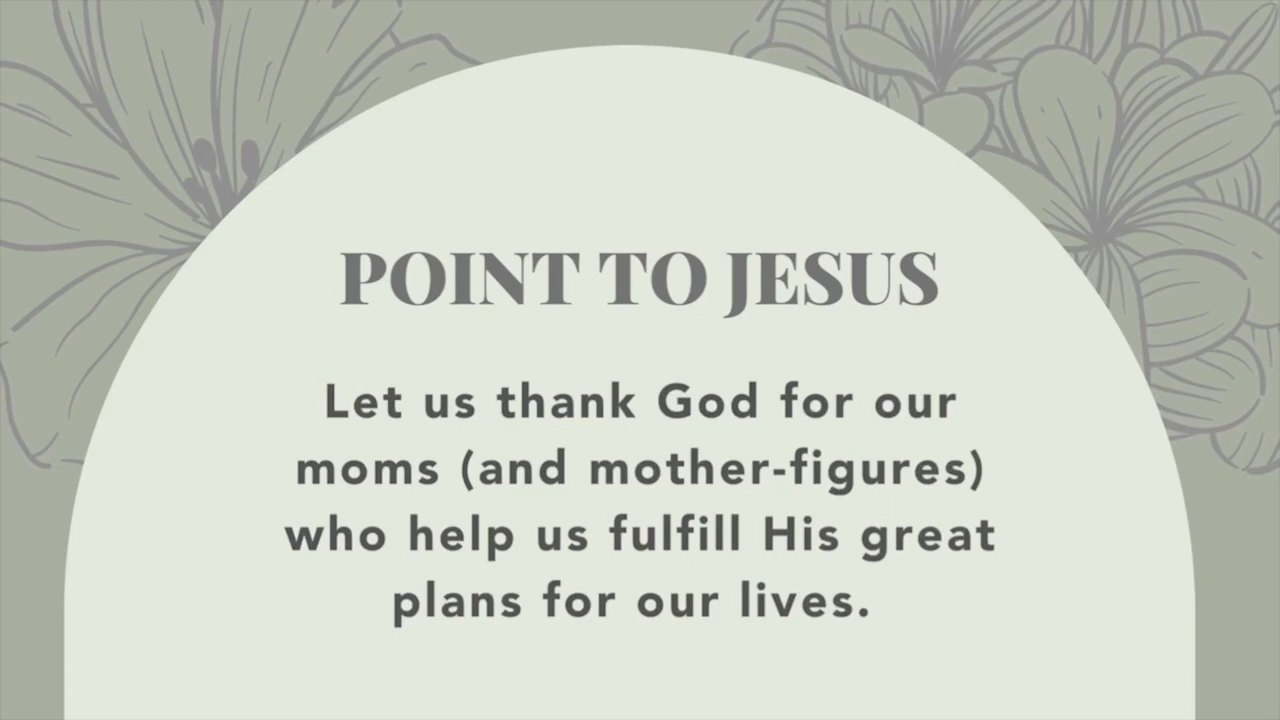 POINT TO JESUS
Let us thank God for our
moms (and mother-figures)
who help us fulfill His great
plans for our lives.